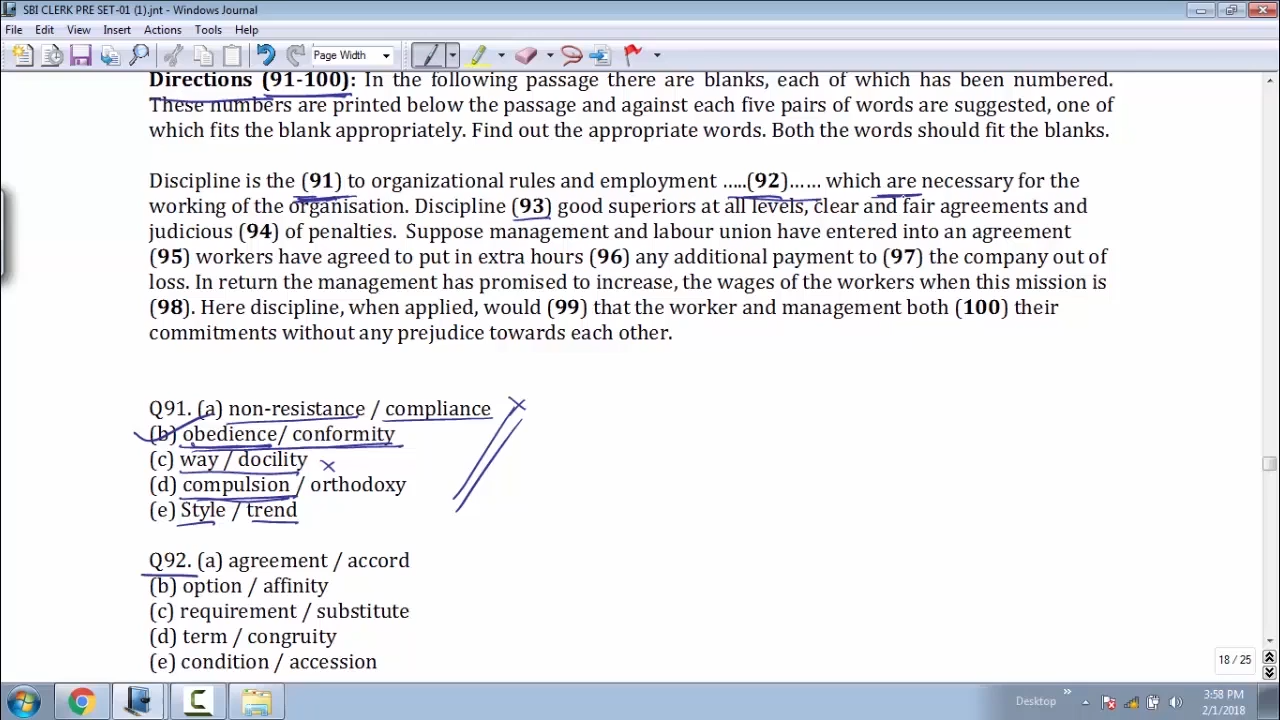 SBI CLERK PRE SET-01 (1).jnt - Windows Journal
File Edit View Insert Actions Tools Help
Page Width
Directions (91-100): In the following passage there are blanks, each of which has been numbered.
These numbers are printed below the passage and against each five pairs of words are suggested, one of
which fits the blank appropriately. Find out the appropriate words. Both the words should fit the blanks.
Discipline is the (91) to organizational rules and employment .....(92)...... which are necessary for the
working of the organisation. Discipline (93) good superiors at all levels, clear and fair agreements and
judicious (94) of penalties. Suppose management and labour union have entered into an agreement
(95) workers have agreed to put in extra hours (96) any additional payment to (97) the company out of
loss. In return the management has promised to increase, the wages of the workers when this mission is
(98). Here discipline, when applied, would (99) that the worker and management both (100) their
commitments without any prejudice towards each other.
Q91. (a) non-resistance / compliance
(b) obedience/ conformity
(c) way / docility
(d) compulsion / orthodoxy
(e) Style / trend
Q92. (a) agreement / accord
(b) option / affinity
(c) requirement / substitute
(d) term / congruity
(e) condition / accession
18 / 25
Desktop
3:58 PM
2/1/2018